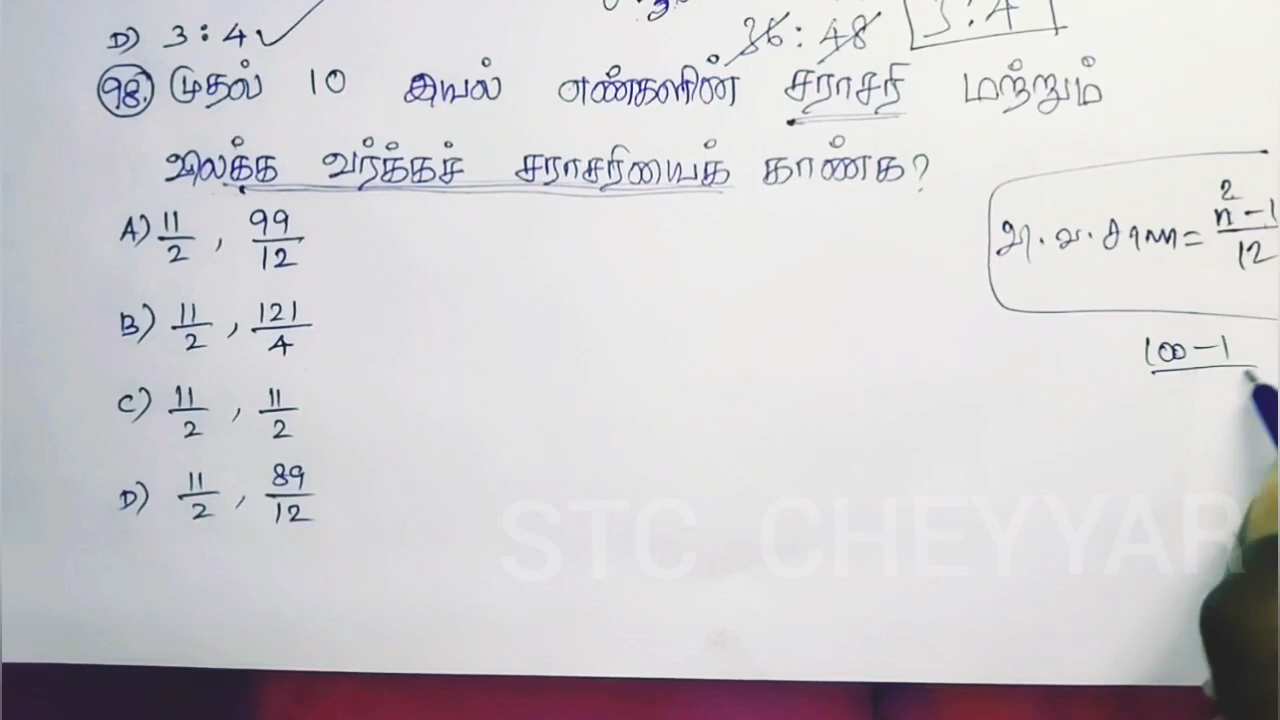 D) 3 : 4 ✓
36 : 48 3 : 4
98. முதல் 10 இயல் எண்களின் சராசரி மற்றும்
விலக்க வர்க்கச் சராசரியைக் காண்க?
A) 11/2 , 99/12
B) 11/2 , 121/4
C) 11/2 , 11/2
D) 11/2 , 89/12
வி. வ. = n²-1/12
100-1
STC CHEYYAR